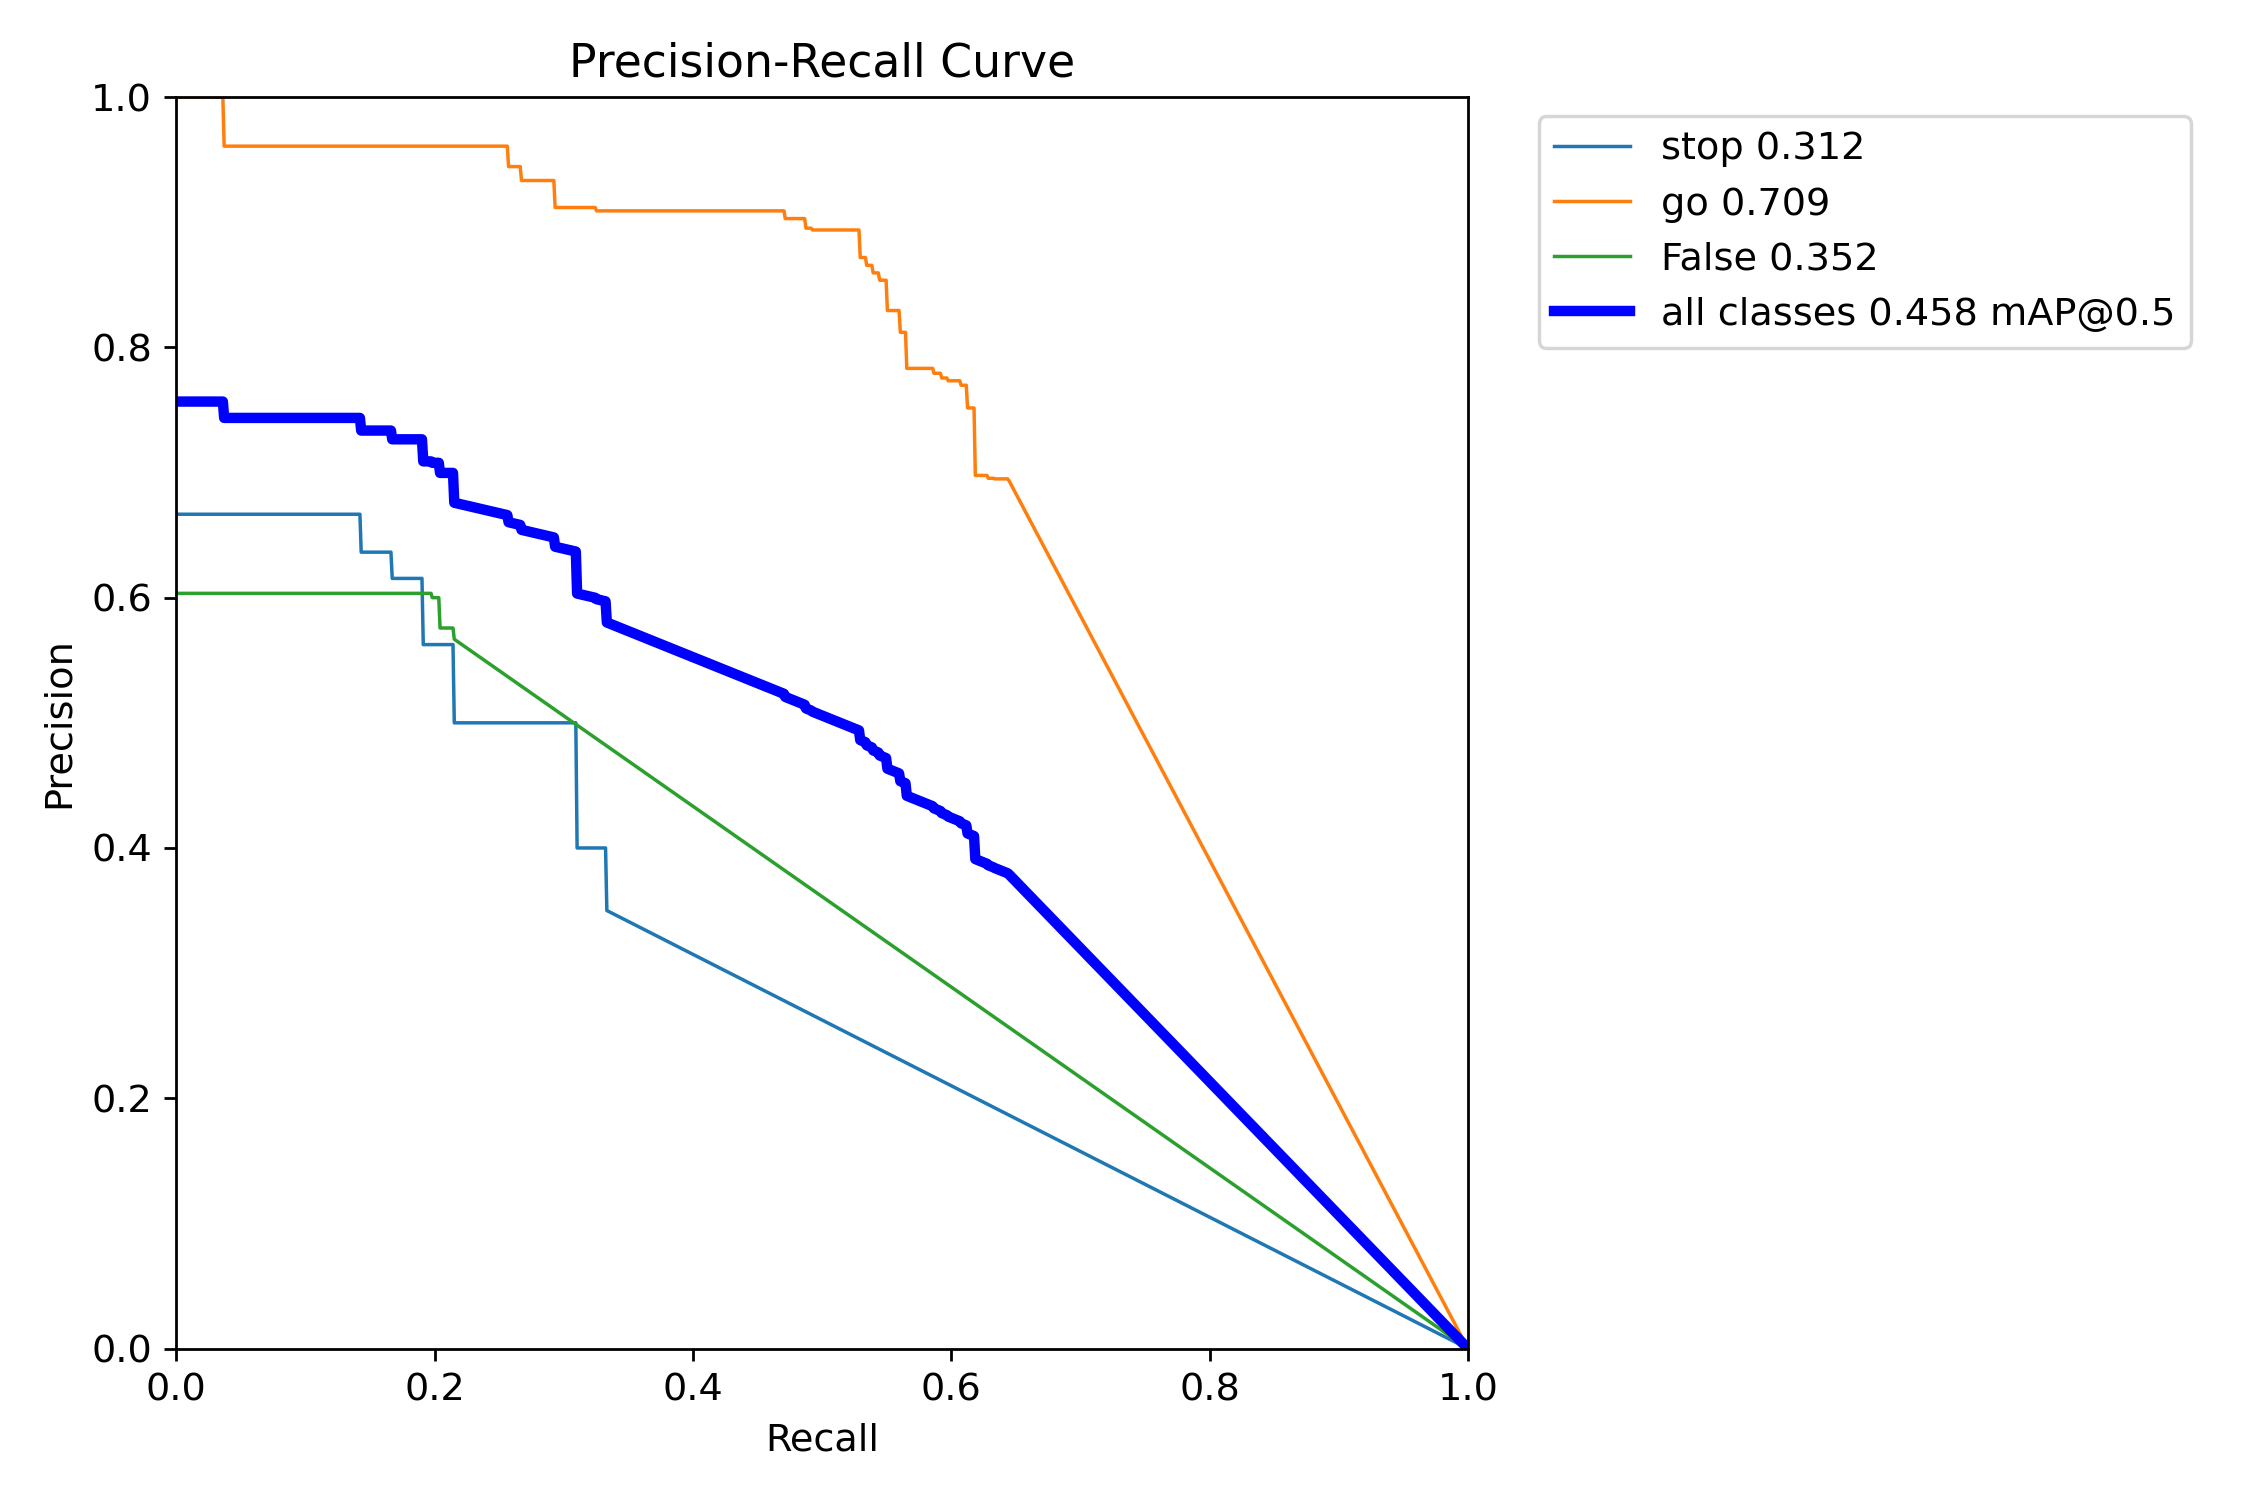 Precision-Recall Curve
1.0
0.8
0.6
0.4
0.2
0.0
Precision
0.0 0.2 0.4 0.6 0.8 1.0
Recall
stop 0.312
go 0.709
False 0.352
all classes 0.458 mAP@0.5